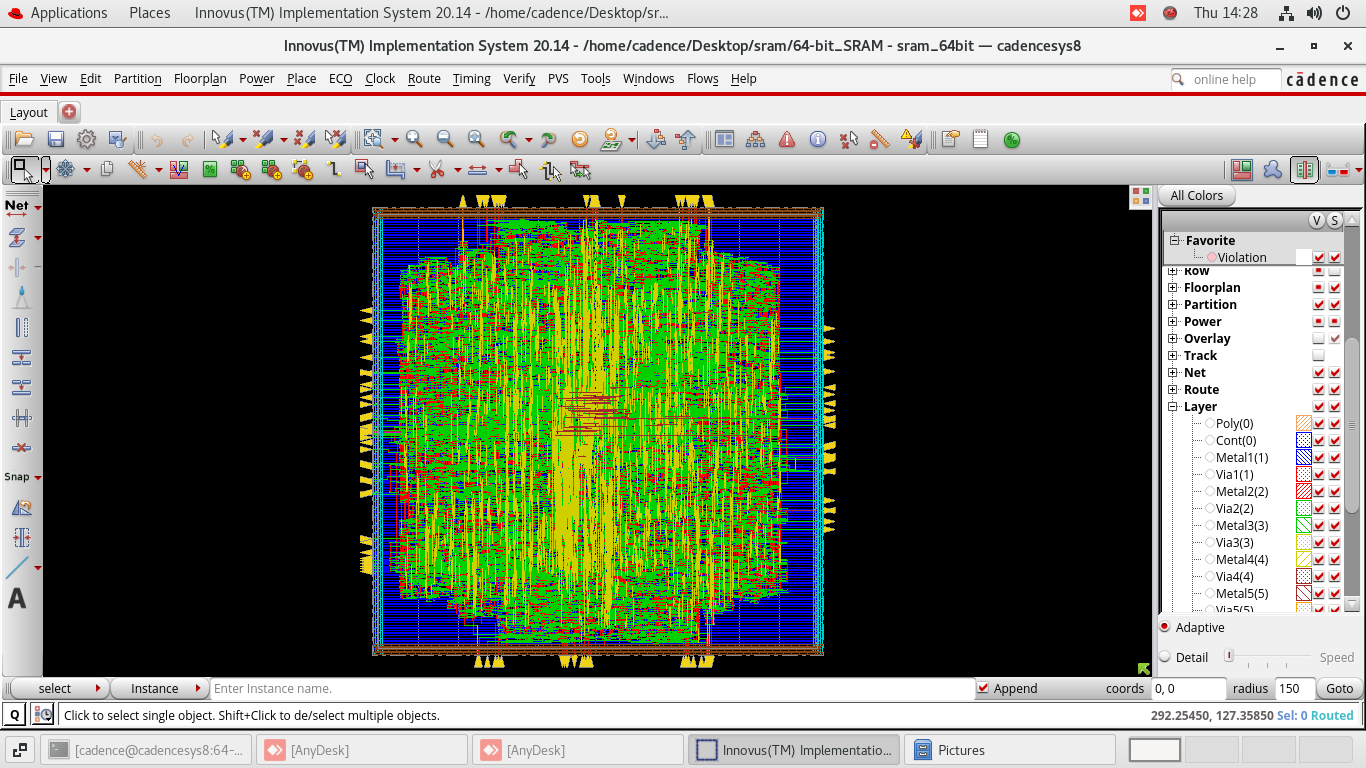 Applications Places Innovus(TM) Implementation System 20.14 - /home/cadence/Desktop/sr... Thu 14:28
Innovus(TM) Implementation System 20.14 - /home/cadence/Desktop/sram/64-bit_SRAM - sram_64bit — cadencesys8
File View Edit Partition Floorplan Power Place ECO Clock Route Timing Verify PVS Tools Windows Flows Help online help cādence
Layout
All Colors
Net
V S
Favorite
Violation
Row
Floorplan
Partition
Power
Overlay
Track
Net
Route
Layer
Poly(0)
Cont(0)
Metal1(1)
Via1(1)
Snap
Metal2(2)
Via2(2)
Metal3(3)
Via3(3)
Metal4(4)
Via4(4)
Metal5(5)
Via5(5)
A
Adaptive
Detail Speed
select Instance Enter Instance name. Append coords 0, 0 radius 150 Goto
Q Click to select single object. Shift+Click to de/select multiple objects. 292.25450, 127.35850 Sel: 0 Routed
[cadence@cadencesys8:64-... [AnyDesk] [AnyDesk] Innovus(TM) Implementatio... Pictures